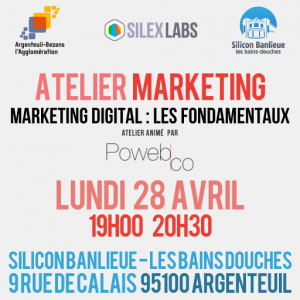 Argenteuil-Bezons
l'Agglomération
SILEX LABS
Silicon Banlieue
les bains-douches
ATELIER MARKETING
MARKETING DIGITAL : LES FONDAMENTAUX
ATELIER ANIMÉ PAR
Poweb
co
LUNDI 28 AVRIL
19H00 20H30
SILICON BANLIEUE - LES BAINS DOUCHES
9 RUE DE CALAIS 95100 ARGENTEUIL